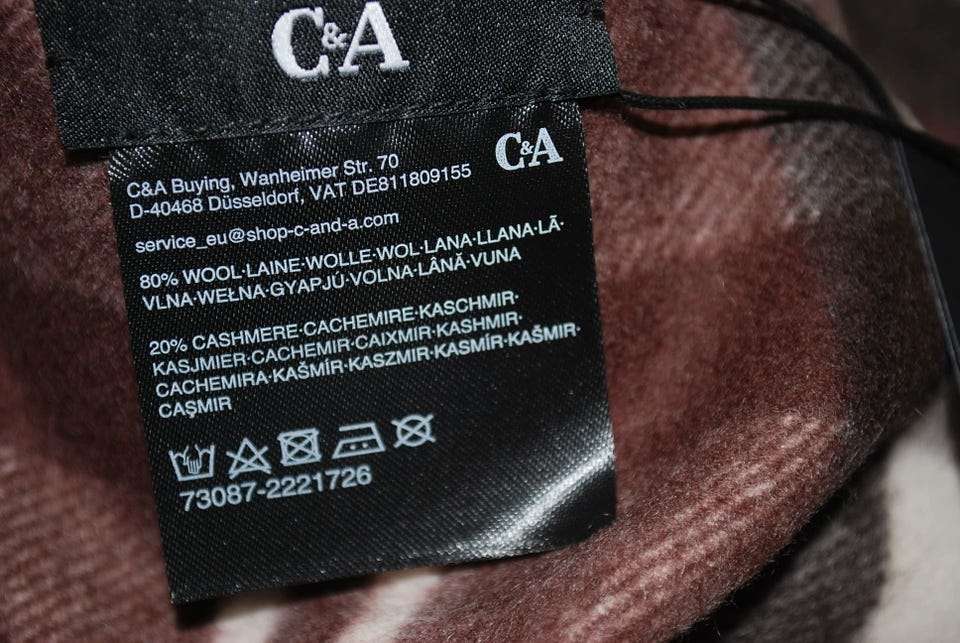 C&A
C&A
C&A Buying, Wanheimer Str. 70
D-40468 Düsseldorf, VAT DE811809155
service_eu@shop-c-and-a.com
80% WOOL·LAINE·WOLLE·WOL·LANA·LLANA·LÃ·
VLNA·WEŁNA·GYAPJÚ·VOLNA·LÂNĂ·VUNA
20% CASHMERE·CACHEMIRE·KASCHMIR·
KASJMIER·CACHEMIR·CAIXMIR·KASHMIR·
CACHEMIRA·KAŠMÍR·KASZMIR·KASMÍR·KAŠMIR·
CAŞMIR
73087-2221726